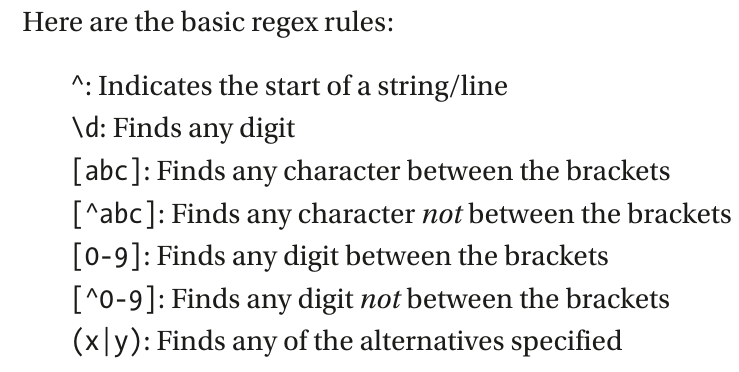 Here are the basic regex rules:
^: Indicates the start of a string/line
\d: Finds any digit
[abc]: Finds any character between the brackets
[^abc]: Finds any character not between the brackets
[0-9]: Finds any digit between the brackets
[^0-9]: Finds any digit not between the brackets
(x|y): Finds any of the alternatives specified